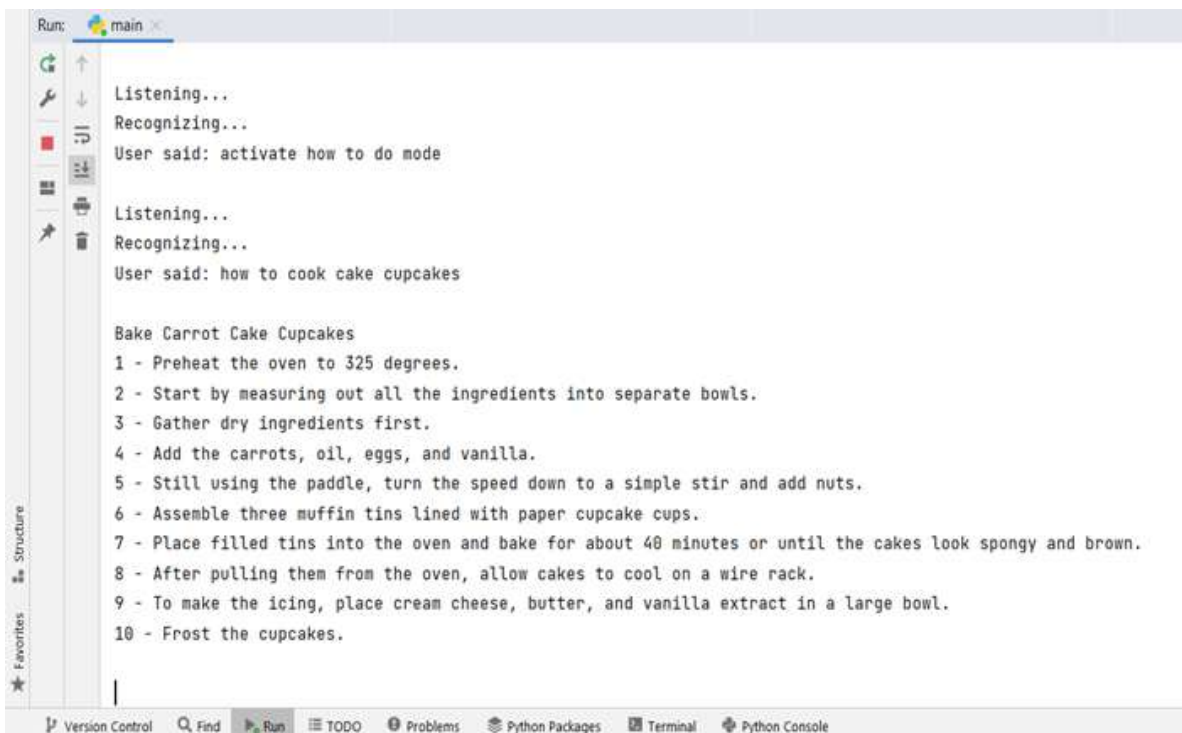 Run:
main
Listening...
Recognizing...
User said: activate how to do mode
Listening...
Recognizing...
User said: how to cook cake cupcakes
Bake Carrot Cake Cupcakes
1 - Preheat the oven to 325 degrees.
2 - Start by measuring out all the ingredients into separate bowls.
3 - Gather dry ingredients first.
4 - Add the carrots, oil, eggs, and vanilla.
5 - Still using the paddle, turn the speed down to a simple stir and add nuts.
6 - Assemble three muffin tins lined with paper cupcake cups.
7 - Place filled tins into the oven and bake for about 40 minutes or until the cakes look spongy and brown.
8 - After pulling them from the oven, allow cakes to cool on a wire rack.
9 - To make the icing, place cream cheese, butter, and vanilla extract in a large bowl.
10 - Frost the cupcakes.
Structure
Favorites
Version Control Find Run TODO Problems Python Packages Terminal Python Console